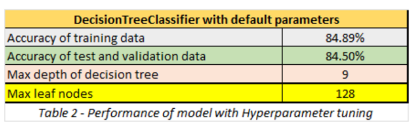 DecisionTreeClassifier with default parameters
Accuracy of training data 84.89%
Accuracy of test and validation data 84.50%
Max depth of decision tree 9
Max leaf nodes 128
Table 2 - Performance of model with Hyperparameter tuning